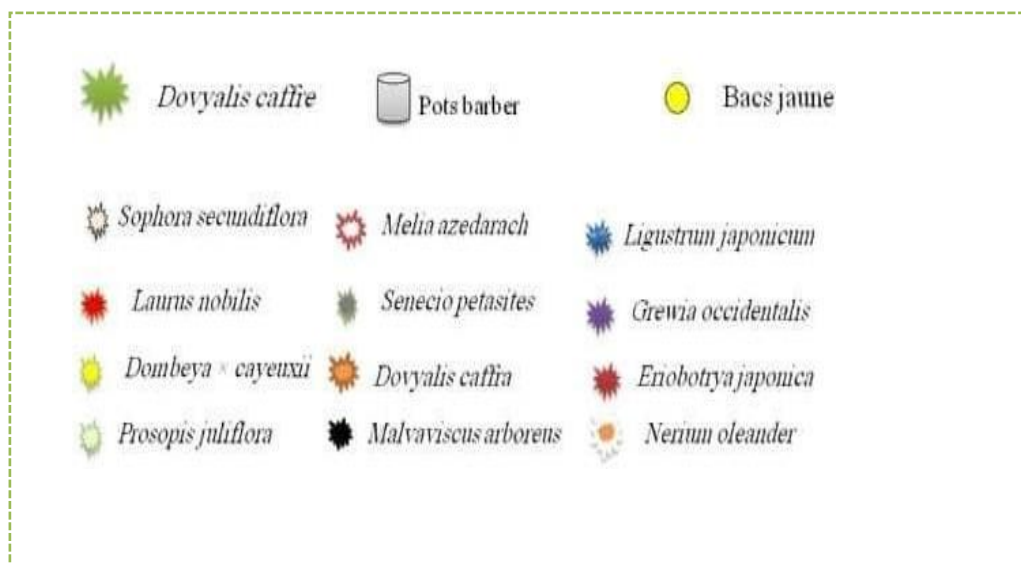 Dovyalis caffre Pots barber Bacs jaune
Sophora secundiflora Melia azedarach Ligustrum japonicum
Laurus nobilis Senecio petasites Grewia occidentalis
Dombeya × cayeuxii Dovyalis caffra Eriobotrya japonica
Prosopis juliflora Malvaviscus arboreus Nerium oleander